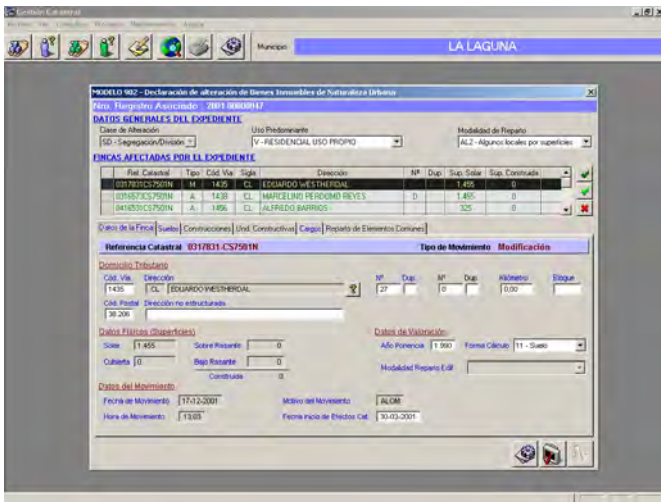 Gestión Catastral
Municipio
LA LAGUNA
MODELO 902 - Declaración de alteración de Bienes Inmuebles de Naturaleza Urbana
Nro. Registro Asociado : 2001-00000947
DATOS GENERALES DEL EXPEDIENTE
Clase de Alteración Uso Predominante Modalidad de Reparto
SD - Segregación/División V - RESIDENCIAL USO PROPIO AL2 - Algunos locales por superficies
FINCAS AFECTADAS POR EL EXPEDIENTE
Ref. Catastral Tipo Cód. Vía Sigla Dirección Nº Dup Sup. Solar Sup. Construida
0317831CS7501N M 1435 CL EDUARDO WESTHERDAL 1.455 0
0316573CS7501N A 1438 CL MARCELINO PERDOMO REYES D 1.455 0
0416531CS7501N A 1456 CL ALFREDO BARRIOS 325 0
Datos de la Finca Suelos Construcciones Und. Constructivas Cargos Reparto de Elementos Comunes
Referencia Catastral 0317831-CS7501N Tipo de Movimiento Modificación
Domicilio Tributario
Cód. Vía Dirección Nº Dup. Nº Dup Kilómetro Bloque
1435 CL EDUARDO WESTHERDAL 27 0 0,00
Cód. Postal Dirección no estructurada
38.206
Datos Físicos (Superficies) Datos de Valoración
Solar 1.455 Sobre Rasante 0 Año Ponencia 1.990 Forma Cálculo 11 - Suelo
Cubierta 0 Bajo Rasante 0 Modalidad Reparto Edif
Construida 0
Datos del Movimiento
Fecha de Movimiento 17-12-2001 Motivo del Movimiento ALOM
Hora de Movimiento 13:03 Fecha Inicio de Efectos Cat. 30-03-2001